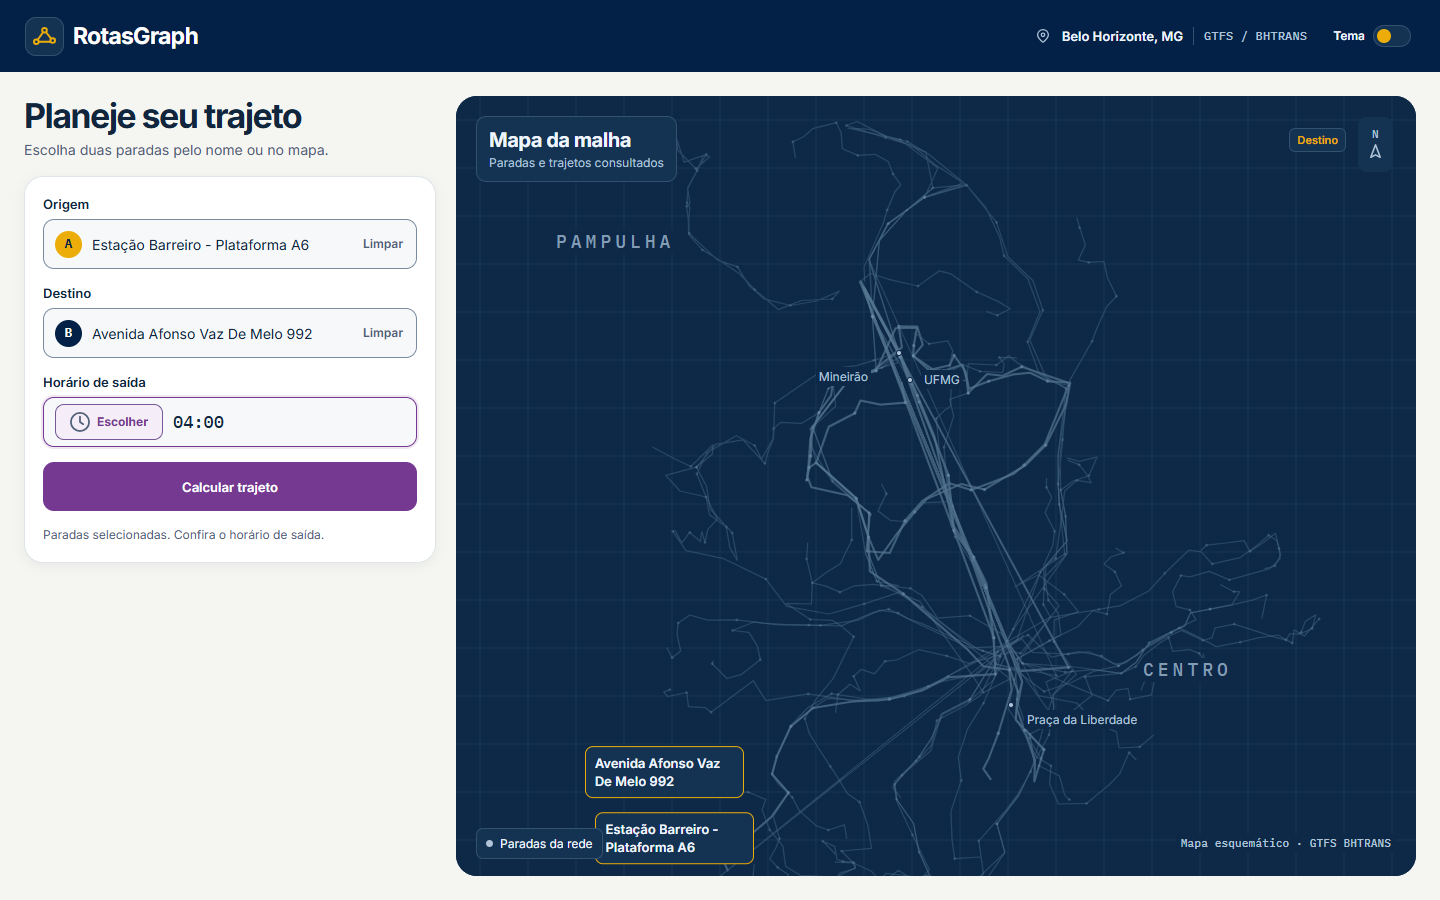 RotasGraph
Belo Horizonte, MG
GTFS / BHTRANS
Tema
Planeje seu trajeto
Escolha duas paradas pelo nome ou no mapa.
Origem
A
Estação Barreiro - Plataforma A6
Limpar
Destino
B
Avenida Afonso Vaz De Melo 992
Limpar
Horário de saída
Escolher
04:00
Calcular trajeto
Paradas selecionadas. Confira o horário de saída.
Mapa da malha
Paradas e trajetos consultados
Destino
N
PAMPULHA
Mineirão
UFMG
CENTRO
Praça da Liberdade
Avenida Afonso Vaz
De Melo 992
Estação Barreiro -
Plataforma A6
Paradas da rede
Mapa esquemático · GTFS BHTRANS